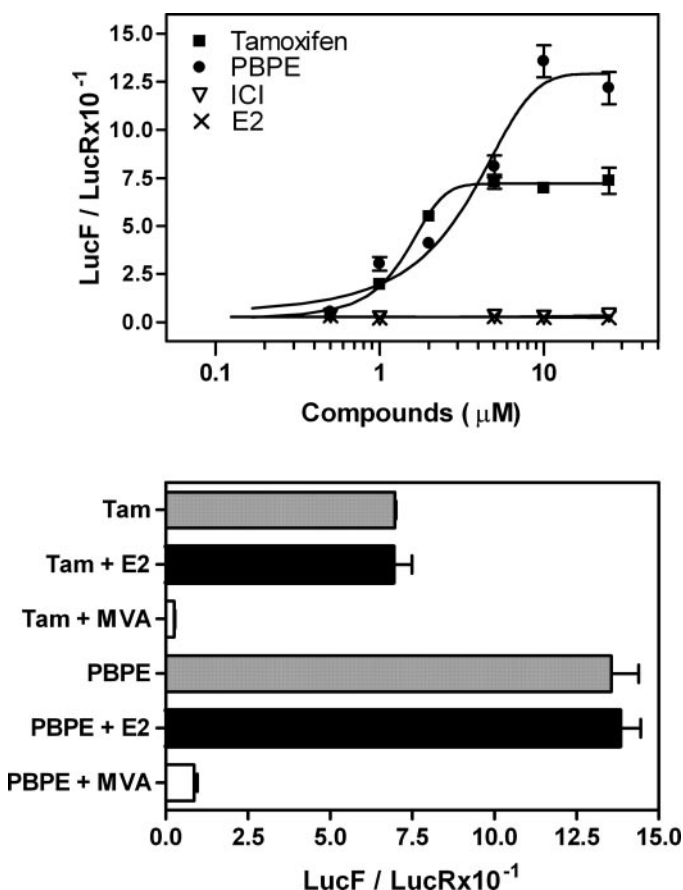 15.0
12.5
10.0
7.5
5.0
2.5
0.0
LucF / LucRx10⁻¹
Tamoxifen
PBPE
ICI
E2
0.1 1 10
Compounds ( μM)
Tam
Tam + E2
Tam + MVA
PBPE
PBPE + E2
PBPE + MVA
0.0 2.5 5.0 7.5 10.0 12.5 15.0
LucF / LucRx10⁻¹